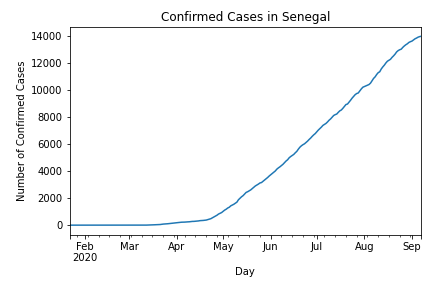 Confirmed Cases in Senegal
14000
12000
10000
8000
6000
4000
2000
0
Number of Confirmed Cases
Feb Mar Apr May Jun Jul Aug Sep
2020
Day